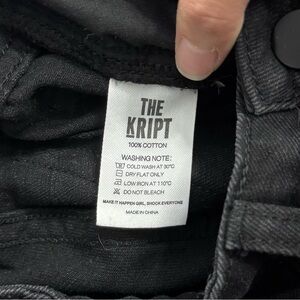 THE
KRIPT
100% COTTON
WASHING NOTE:
COLD WASH AT 30°C
DRY FLAT ONLY
LOW IRON AT 110°C
DO NOT BLEACH
MAKE IT HAPPEN GIRL, SHOCK EVERYONE
MADE IN CHINA